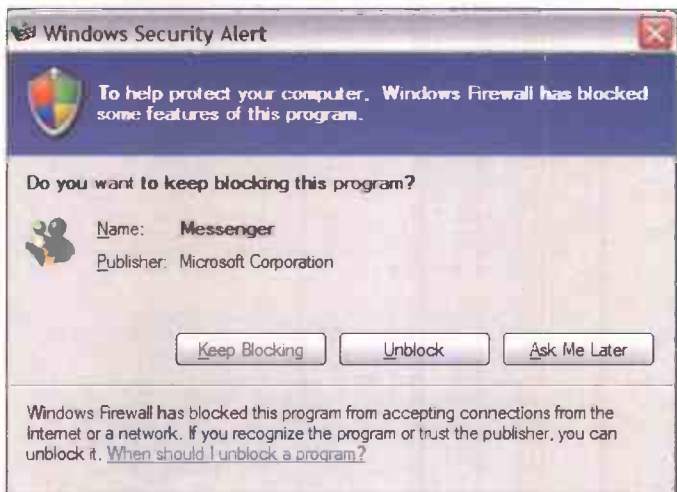 Windows Security Alert
To help protect your computer, Windows Firewall has blocked
some features of this program.
Do you want to keep blocking this program?
Name: Messenger
Publisher: Microsoft Corporation
Keep Blocking Unblock Ask Me Later
Windows Firewall has blocked this program from accepting connections from the
Internet or a network. If you recognize the program or trust the publisher, you can
unblock it. When should I unblock a program?